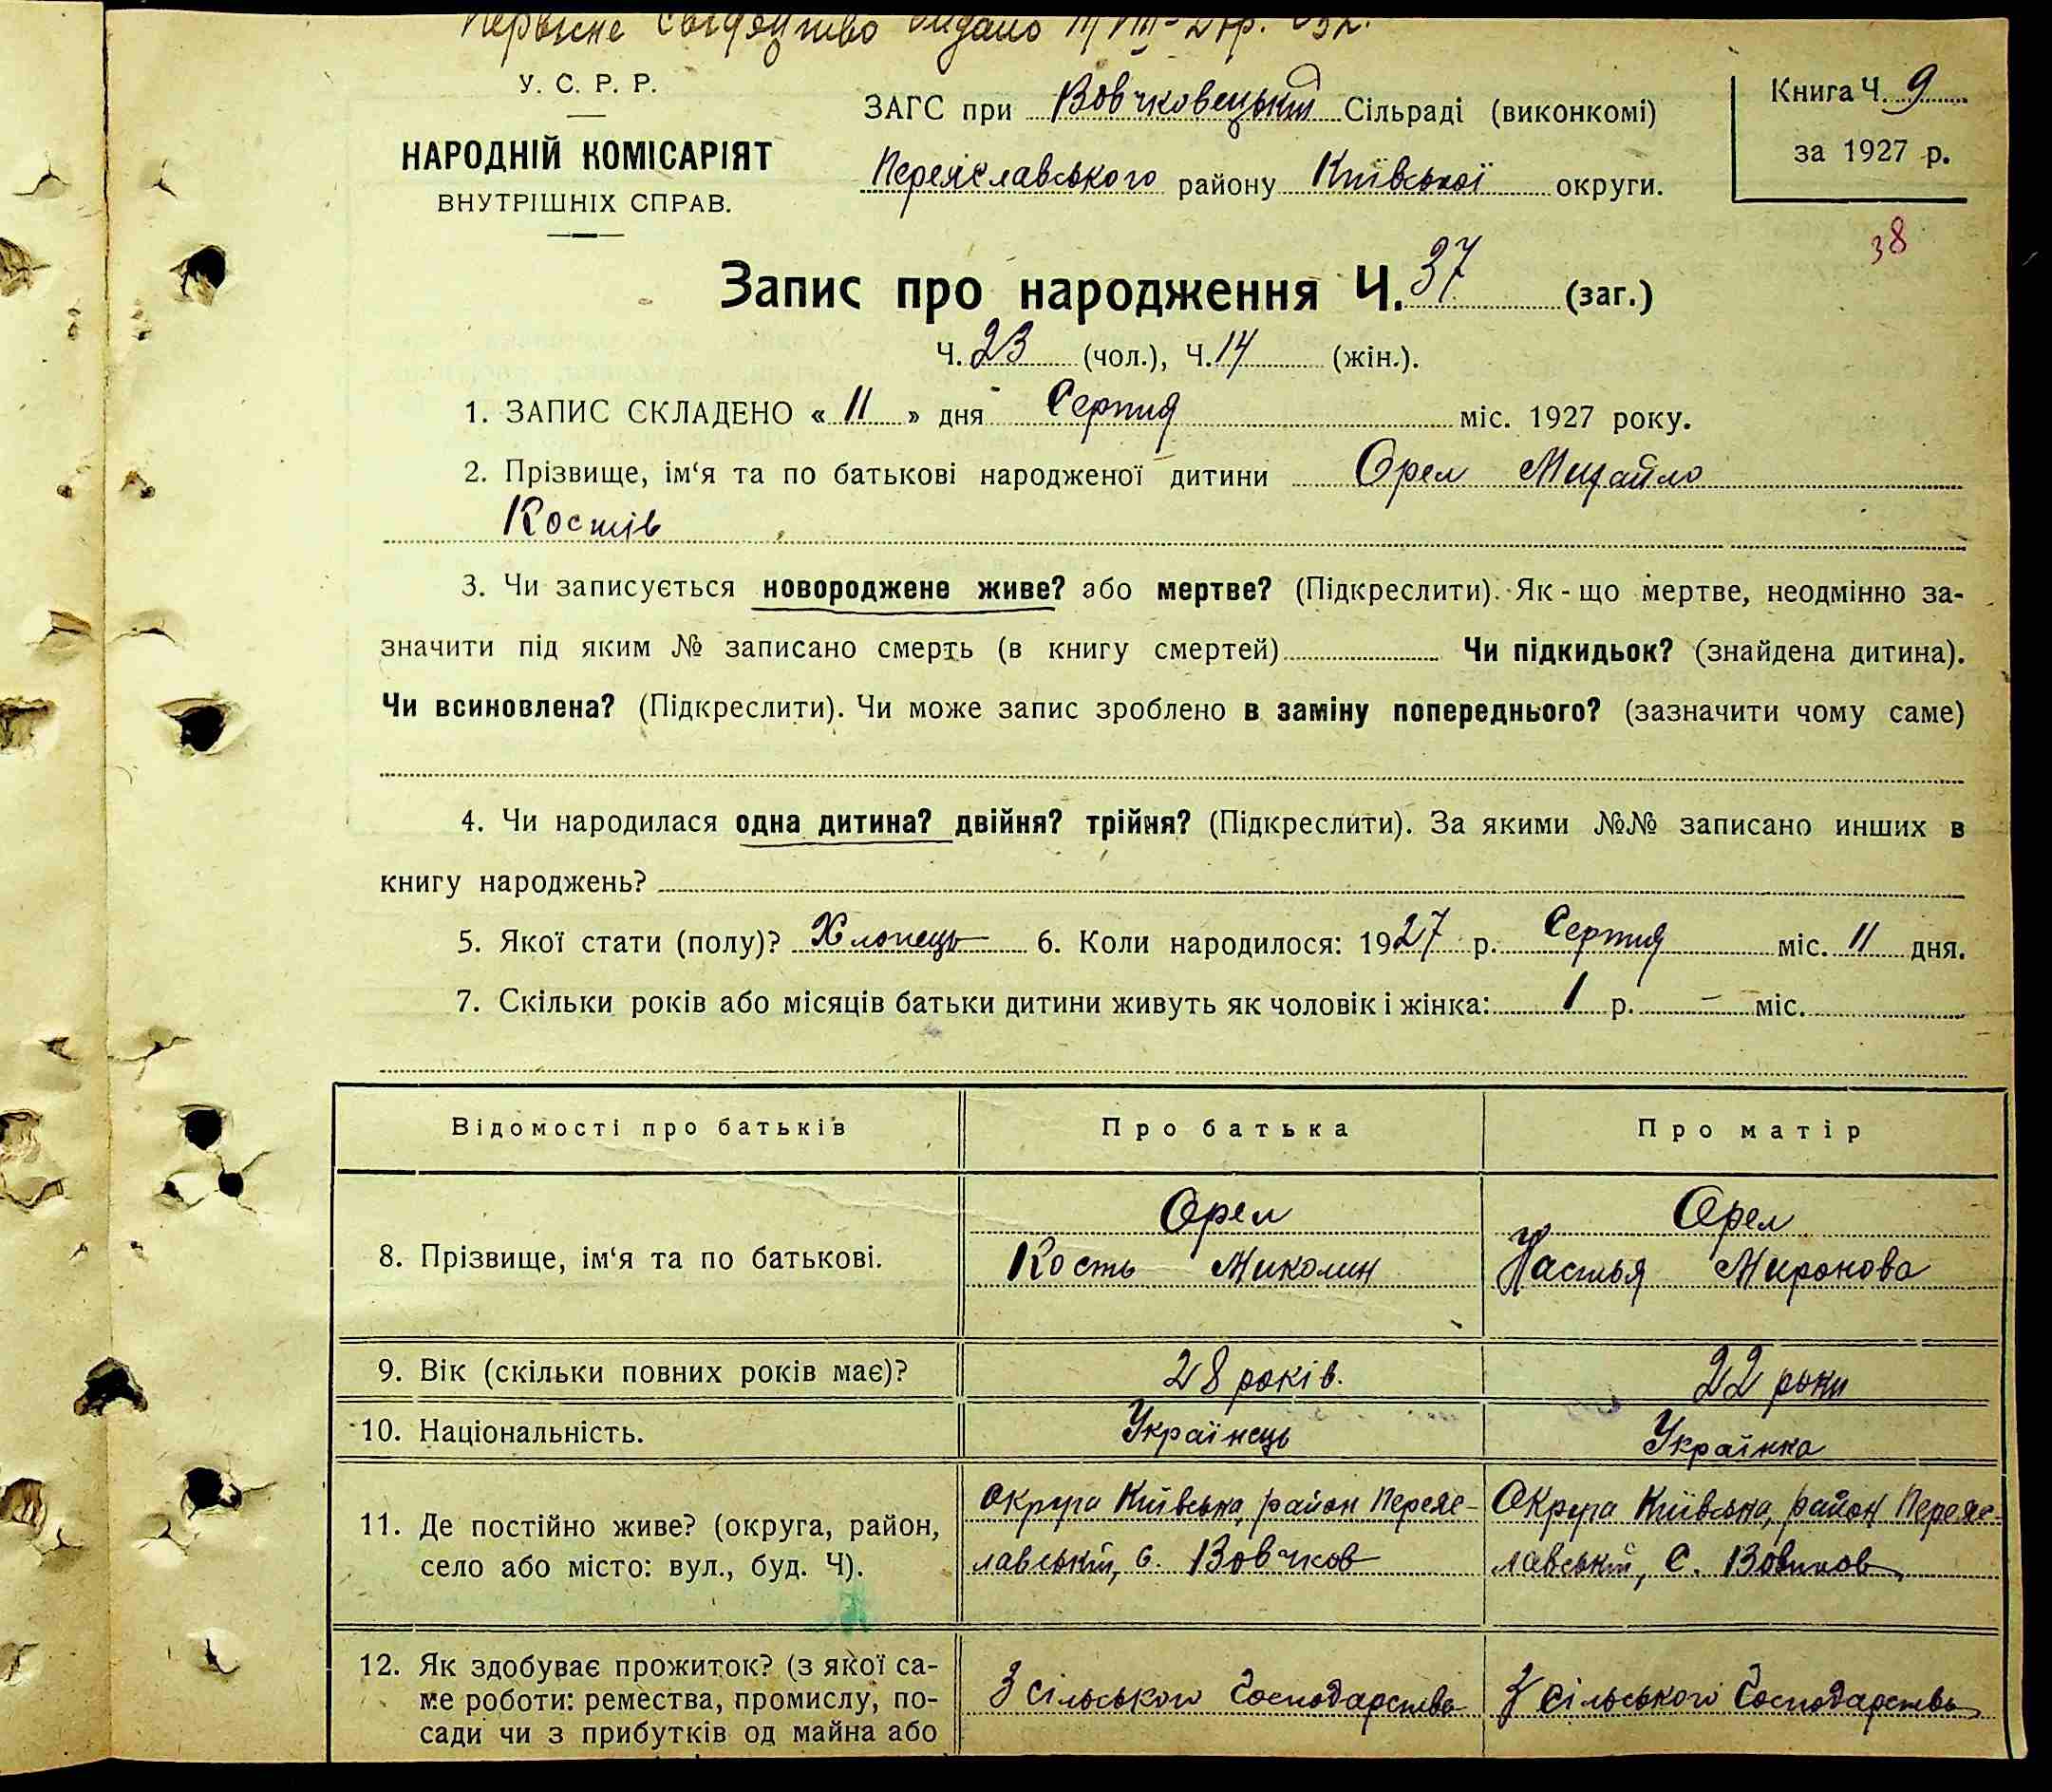 Первісне свідоцтво видано
У. С. Р. Р.
НАРОДНІЙ КОМІСАРІЯТ
ВНУТРІШНІХ СПРАВ.
ЗАГС при Вовчковецькій Сільраді (виконкомі)
Переяславського району Київської округи.
Книга Ч. 9
за 1927 р.
38
Запис про народження Ч. 37 (заг.)
Ч. 23 (чол.), Ч. 14 (жін.).
1. ЗАПИС СКЛАДЕНО « 11 » дня Серпня міс. 1927 року.
2. Прізвище, ім‘я та по батькові народженої дитини Орел Михайло
Костів
3. Чи записується новороджене живе? або мертве? (Підкреслити). Як - що мертве, неодмінно за-
значити під яким № записано смерть (в книгу смертей) Чи підкидьок? (знайдена дитина).
Чи всиновлена? (Підкреслити). Чи може запис зроблено в заміну попереднього? (зазначити чому саме)
4. Чи народилася одна дитина? двійня? трійня? (Підкреслити). За якими №№ записано инших в
книгу народжень?
5. Якої стати (полу)? Хлопець 6. Коли народилося: 1927 р. Серпня міс. 11 дня.
7. Скільки років або місяців батьки дитини живуть як чоловік і жінка: 1 р. — міс.
Відомості про батьків Про батька Про матір
8. Прізвище, ім‘я та по батькові.
Орел
Кость Миколин
Орел
Настья Миронова
9. Вік (скільки повних років має)? 28 років. 22 роки
10. Національність. Українець Українка
11. Де постійно живе? (округа, район,
село або місто: вул., буд. Ч).
Округа Київська, район Переяс-
лавський, с. Вовчков
Округа Київська, район Переяс-
лавський, с. Вовчков
12. Як здобуває прожиток? (з якої са-
ме роботи: ремества, промислу, по-
сади чи з прибутків од майна або
З сільського господарства
З сільського господарства